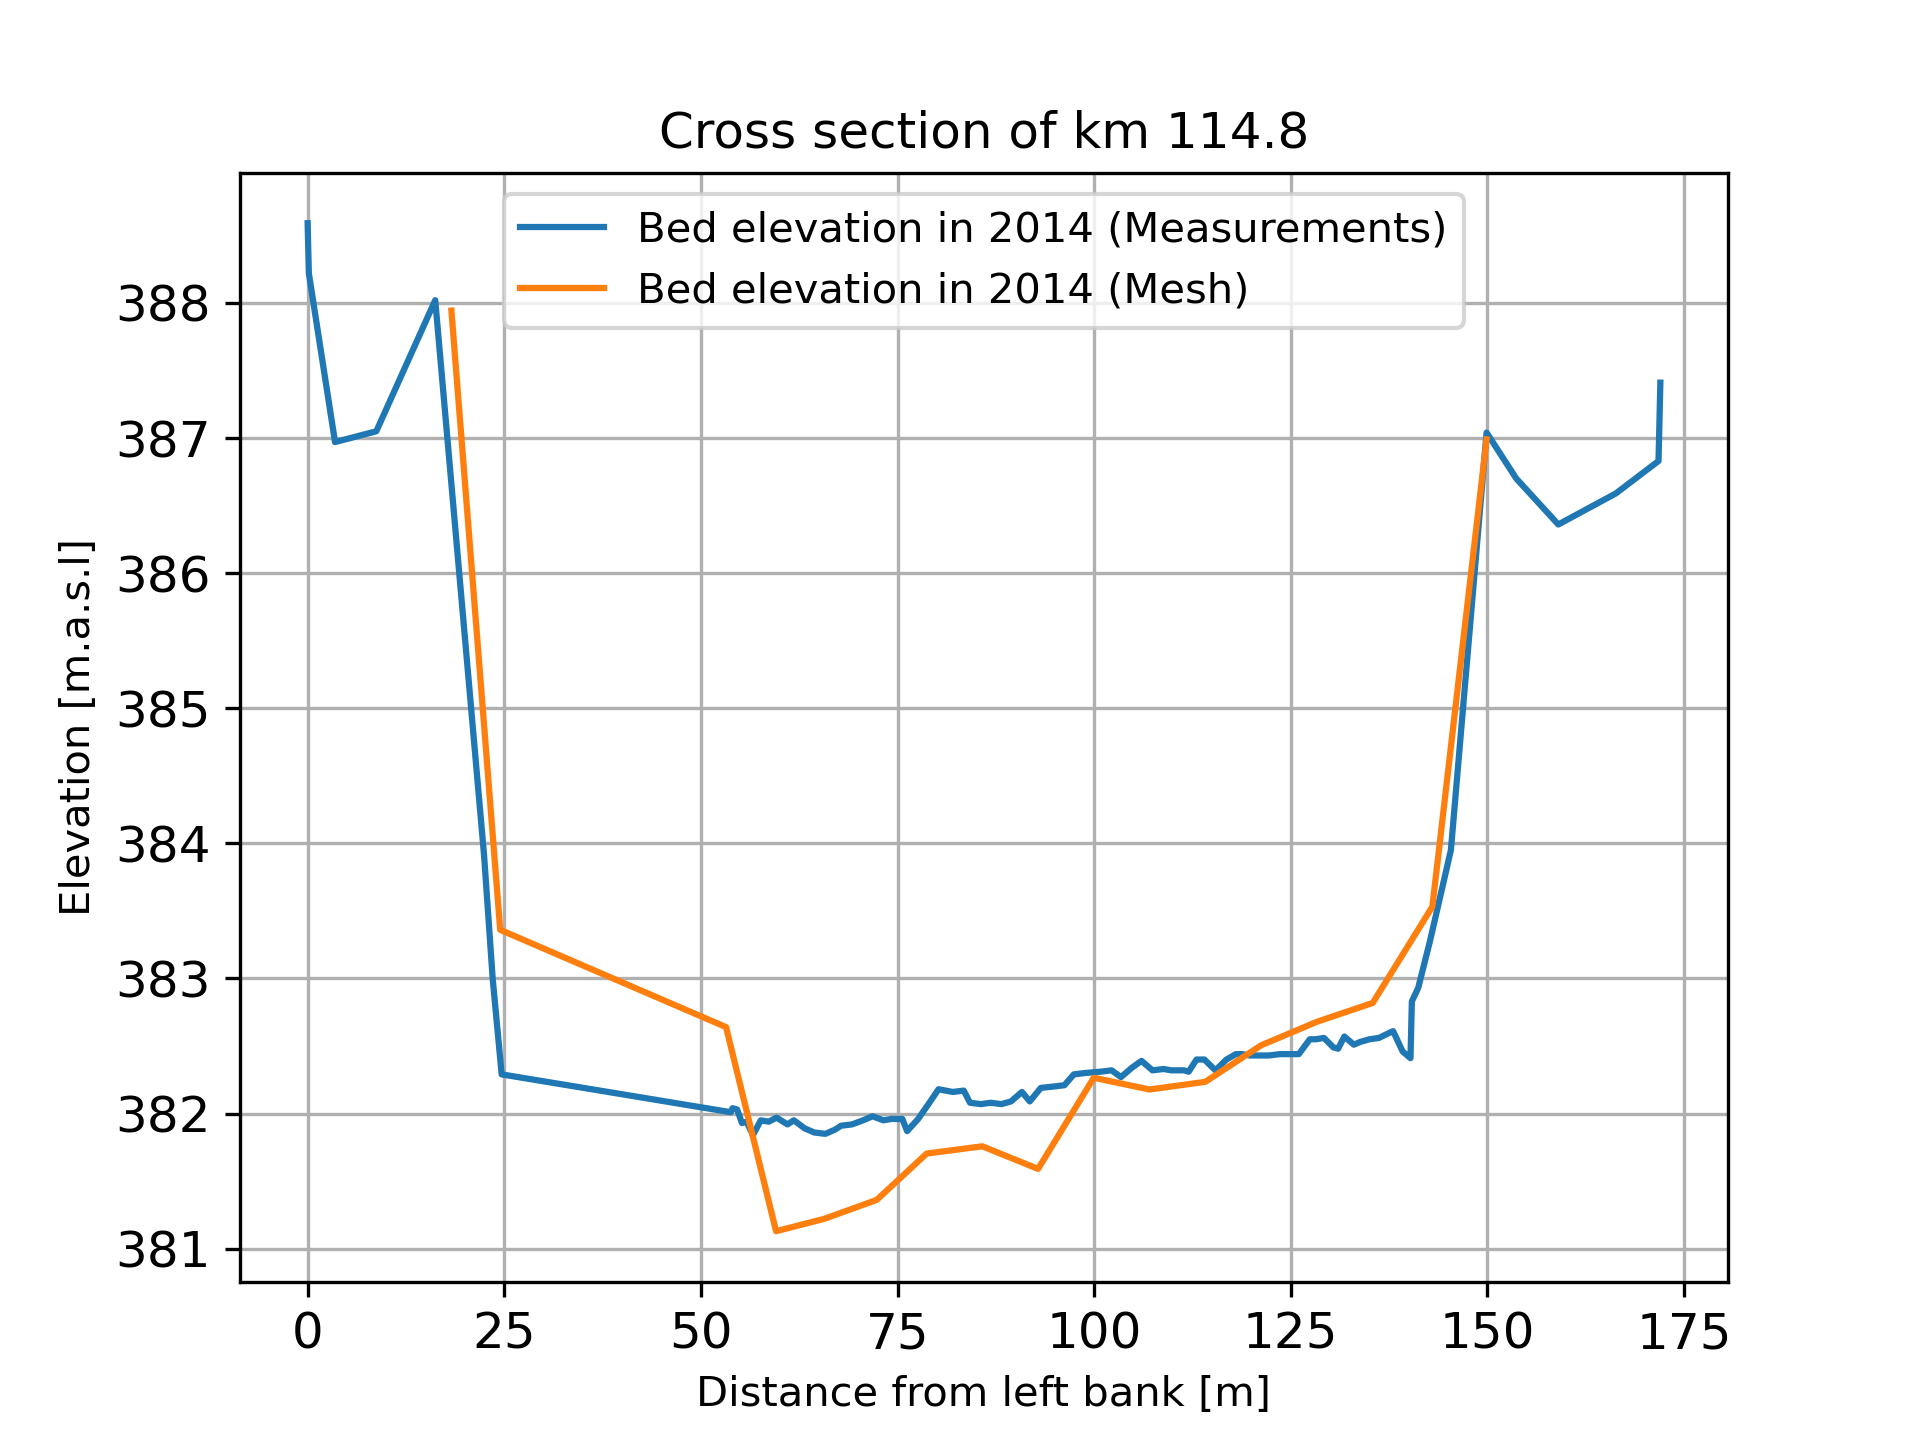 Cross section of km 114.8
Bed elevation in 2014 (Measurements)
Bed elevation in 2014 (Mesh)
Elevation [m.a.s.l]
388
387
386
385
384
383
382
381
0 25 50 75 100 125 150 175
Distance from left bank [m]